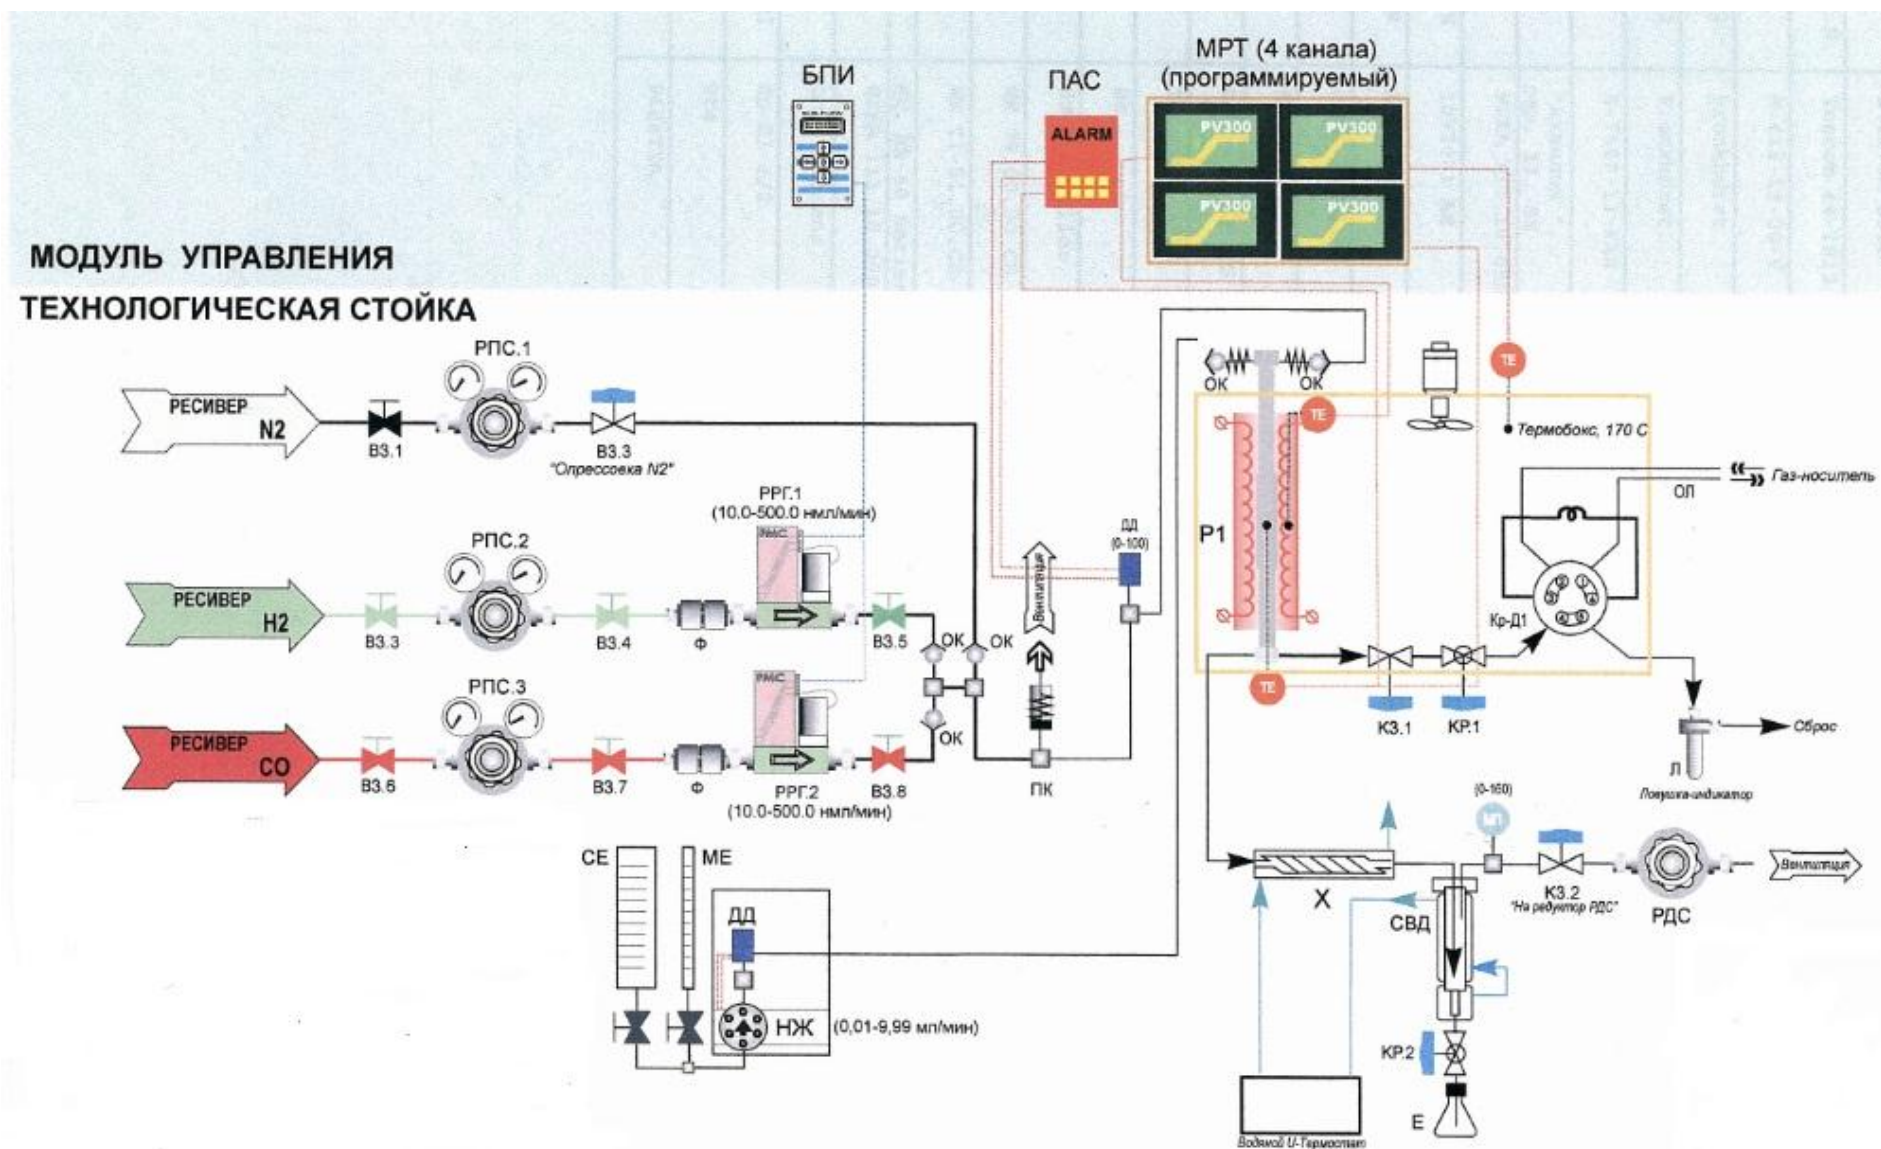 МРТ (4 канала)
(программируемый)
БПИ
ПАС
ALARM
PV300
PV300
PV300
PV300
МОДУЛЬ УПРАВЛЕНИЯ
ТЕХНОЛОГИЧЕСКАЯ СТОЙКА
РПС.1
РЕСИВЕР
N2
ВЗ.1
ВЗ.3
"Опрессовка N2"
ОК
ОК
ТЕ
ТЕ
Термобокс, 170 С
РРГ.1
(10.0-500.0 нмл/мин)
Газ-носитель
ОЛ
РПС.2
РЕСИВЕР
H2
ВЗ.3
ВЗ.4
Ф
ВЗ.5
ОК
ОК
Вентиляция
ДД
(0-100)
Р1
Кр-Д1
ТЕ
КЗ.1
КР.1
РПС.3
РЕСИВЕР
CO
ВЗ.6
ВЗ.7
Ф
РРГ.2
(10.0-500.0 нмл/мин)
ВЗ.8
ОК
ПК
Сброс
Л
Ловушка-индикатор
(0-160)
МП
СЕ
МЕ
ДД
НЖ
(0,01-9,99 мл/мин)
Х
СВД
КЗ.2
"На редуктор РДС"
РДС
Вентиляция
КР.2
Е
Водяной U-Термостат